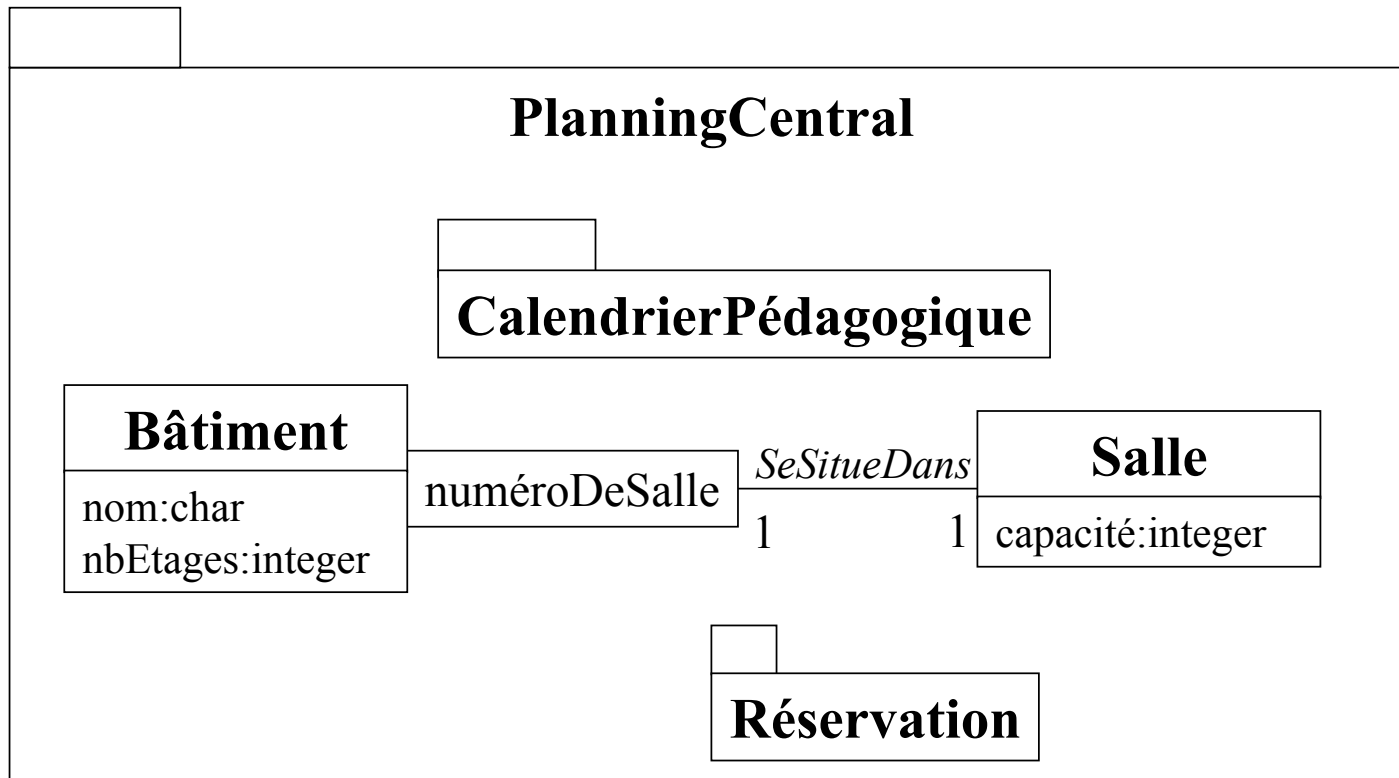 PlanningCentral
CalendrierPédagogique
Bâtiment
nom:char
nbEtages:integer
numéroDeSalle
SeSitueDans
1
1
Salle
capacité:integer
Réservation